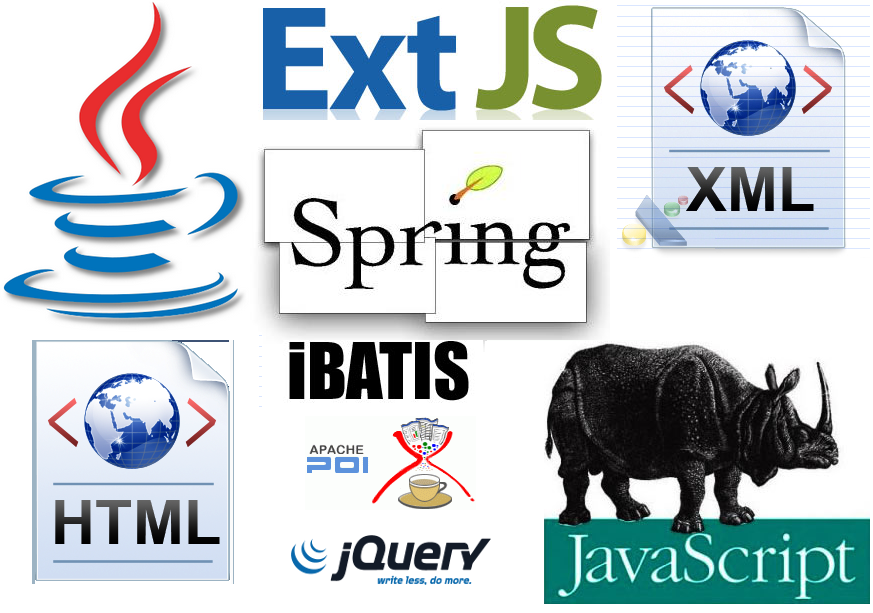 Ext JS
< >
XML
Spring
< >
HTML
iBATIS
APACHE
POI
jQuery
write less, do more.
JavaScript